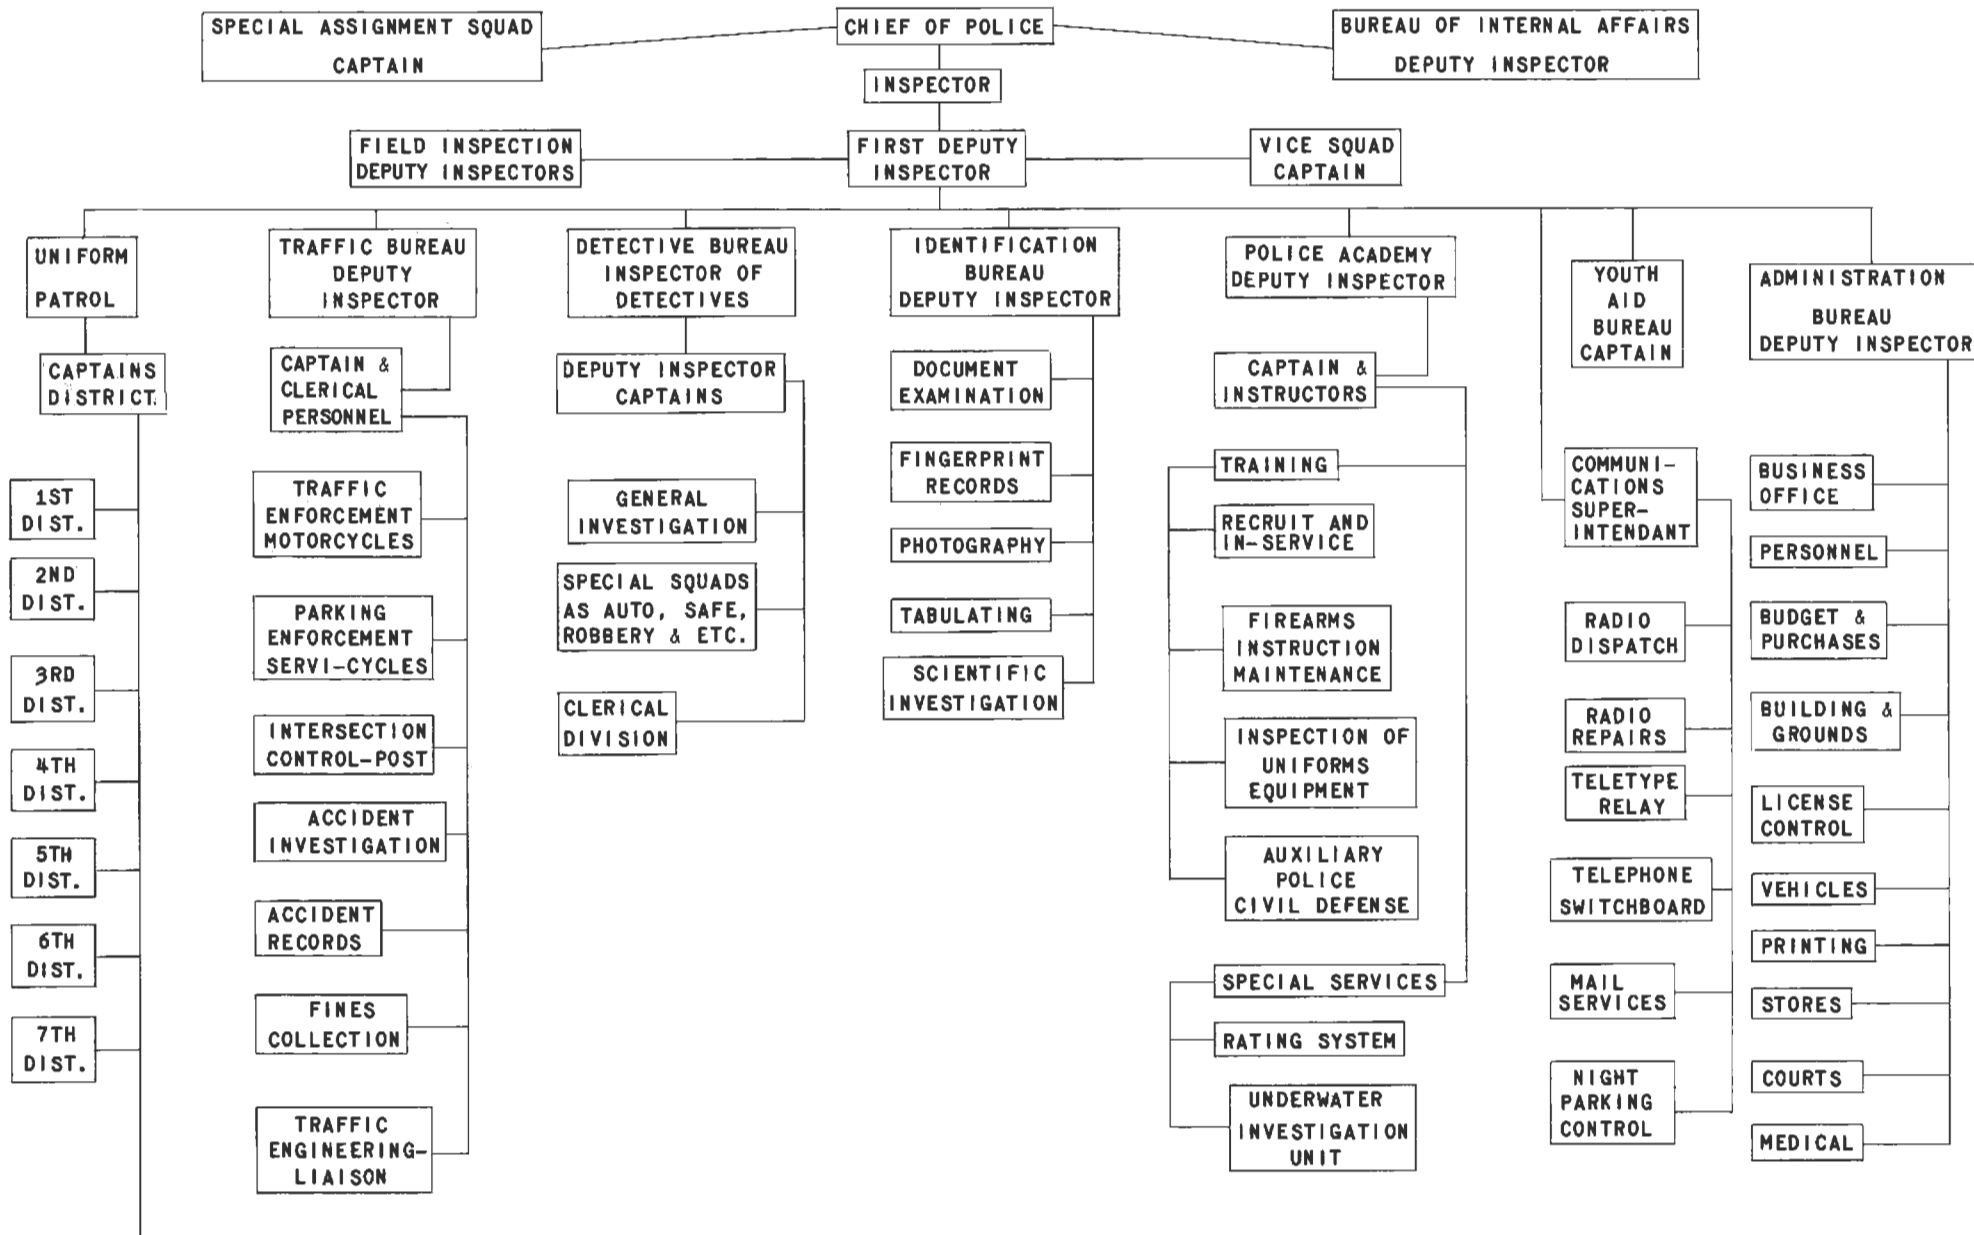 SPECIAL ASSIGNMENT SQUAD
CAPTAIN
CHIEF OF POLICE
BUREAU OF INTERNAL AFFAIRS
DEPUTY INSPECTOR
INSPECTOR
FIELD INSPECTION
DEPUTY INSPECTORS
FIRST DEPUTY
INSPECTOR
VICE SQUAD
CAPTAIN
UNIFORM
PATROL
CAPTAINS
DISTRICT.
1ST
DIST.
2ND
DIST.
3RD
DIST.
4TH
DIST.
5TH
DIST.
6TH
DIST.
7TH
DIST.
TRAFFIC BUREAU
DEPUTY
INSPECTOR
CAPTAIN &
CLERICAL
PERSONNEL
TRAFFIC
ENFORCEMENT
MOTORCYCLES
PARKING
ENFORCEMENT
SERVI-CYCLES
INTERSECTION
CONTROL-POST
ACCIDENT
INVESTIGATION
ACCIDENT
RECORDS
FINES
COLLECTION
TRAFFIC
ENGINEERING-
LIAISON
DETECTIVE BUREAU
INSPECTOR OF
DETECTIVES
DEPUTY INSPECTOR
CAPTAINS
GENERAL
INVESTIGATION
SPECIAL SQUADS
AS AUTO, SAFE,
ROBBERY & ETC.
CLERICAL
DIVISION
IDENTIFICATION
BUREAU
DEPUTY INSPECTOR
DOCUMENT
EXAMINATION
FINGERPRINT
RECORDS
PHOTOGRAPHY
TABULATING
SCIENTIFIC
INVESTIGATION
POLICE ACADEMY
DEPUTY INSPECTOR
CAPTAIN &
INSTRUCTORS
TRAINING
RECRUIT AND
IN-SERVICE
FIREARMS
INSTRUCTION
MAINTENANCE
INSPECTION OF
UNIFORMS
EQUIPMENT
AUXILIARY
POLICE
CIVIL DEFENSE
SPECIAL SERVICES
RATING SYSTEM
UNDERWATER
INVESTIGATION
UNIT
YOUTH
AID
BUREAU
CAPTAIN
COMMUNI-
CATIONS
SUPER-
INTENDANT
RADIO
DISPATCH
RADIO
REPAIRS
TELETYPE
RELAY
TELEPHONE
SWITCHBOARD
MAIL
SERVICES
NIGHT
PARKING
CONTROL
ADMINISTRATION
BUREAU
DEPUTY INSPECTOR
BUSINESS
OFFICE
PERSONNEL
BUDGET &
PURCHASES
BUILDING &
GROUNDS
LICENSE
CONTROL
VEHICLES
PRINTING
STORES
COURTS
MEDICAL